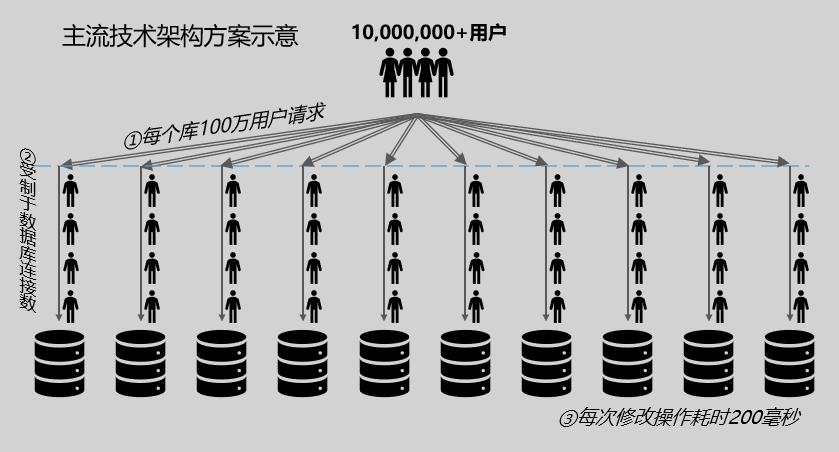 主流技术架构方案示意
10,000,000+用户
①每个库100万用户请求
②受制于数据库连接数
③每次修改操作耗时200毫秒